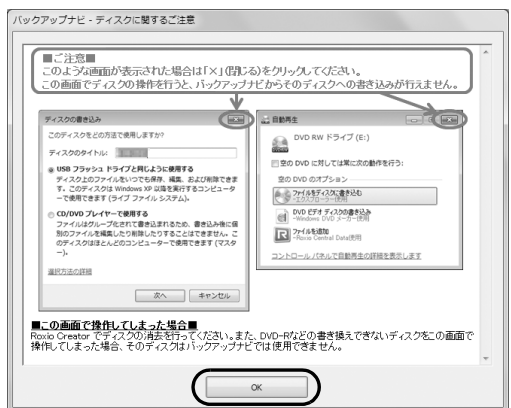 バックアップナビ - ディスクに関するご注意
■ご注意■
このような画面が表示された場合は「×」(閉じる)をクリックしてください。
この画面でディスクの操作を行うと、バックアップナビからそのディスクへの書き込みが行えません。
ディスクの書き込み
このディスクをどの方法で使用しますか?
ディスクのタイトル:
USB フラッシュ ドライブと同じように使用する
ディスク上のファイルをいつでも保存、編集、および削除できま
す。このディスクは Windows XP 以降を実行するコンピュータ
ーで使用できます (ライブ ファイル システム)。
CD/DVD プレイヤーで使用する
ファイルはグループ化されて書き込まれるため、書き込み後に個
別のファイルを編集したり削除したりすることはできません。こ
のディスクはほとんどのコンピューターで使用できます (マスタ
ー)。
選択方法の詳細
次へ
キャンセル
自動再生
DVD RW ドライブ (E:)
空の DVD に対しては常に次の動作を行う:
空の DVD のオプション
ファイルをディスクに書き込む
-エクスプローラー使用
DVD ビデオ ディスクの書き込み
-Windows DVD メーカー使用
ファイルを追加
-Roxio Central Data使用
コントロール パネルで自動再生の詳細を表示します
■この画面で操作してしまった場合■
Roxio Creator でディスクの消去を行ってください。また、DVD-Rなどの書き換えできないディスクをこの画面で
操作してしまった場合、そのディスクはバックアップナビでは使用できません。
OK